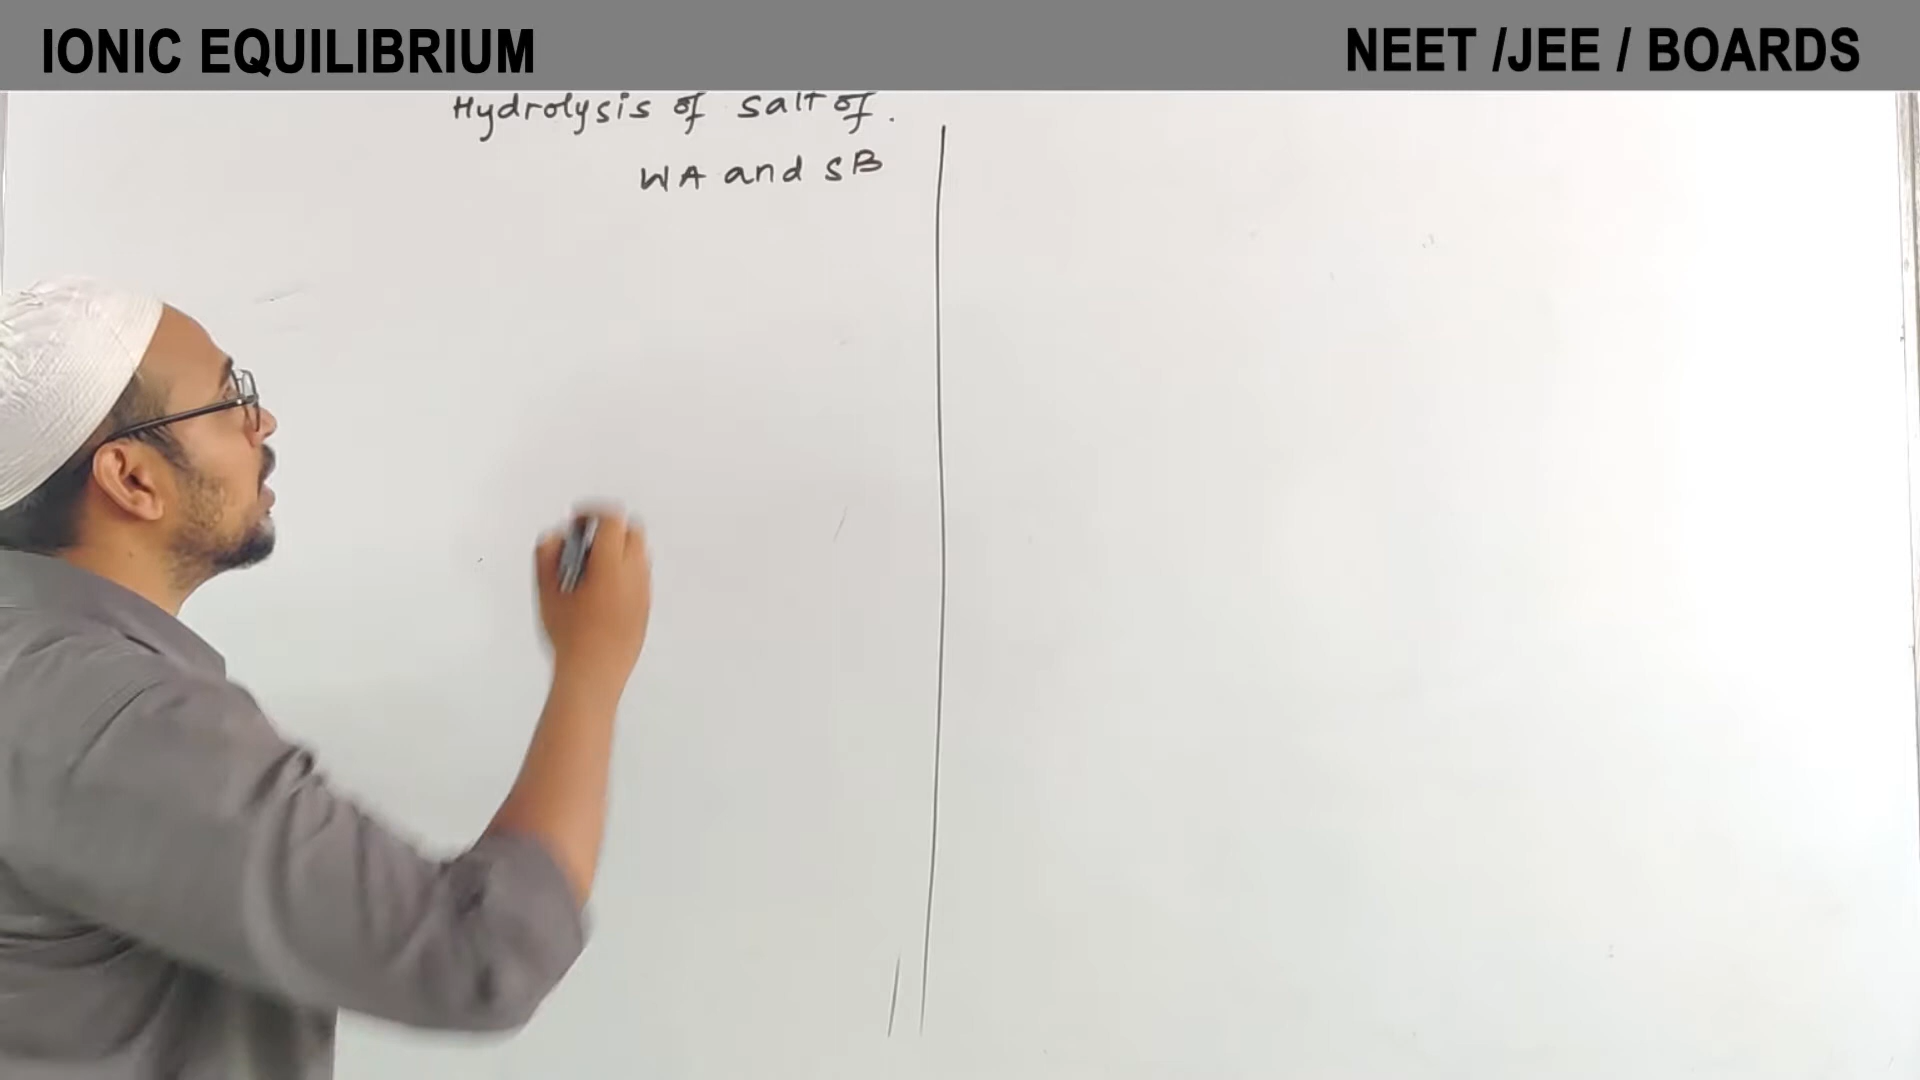 IONIC EQUILIBRIUM
NEET /JEE / BOARDS
Hydrolysis of salt of.
WA and SB